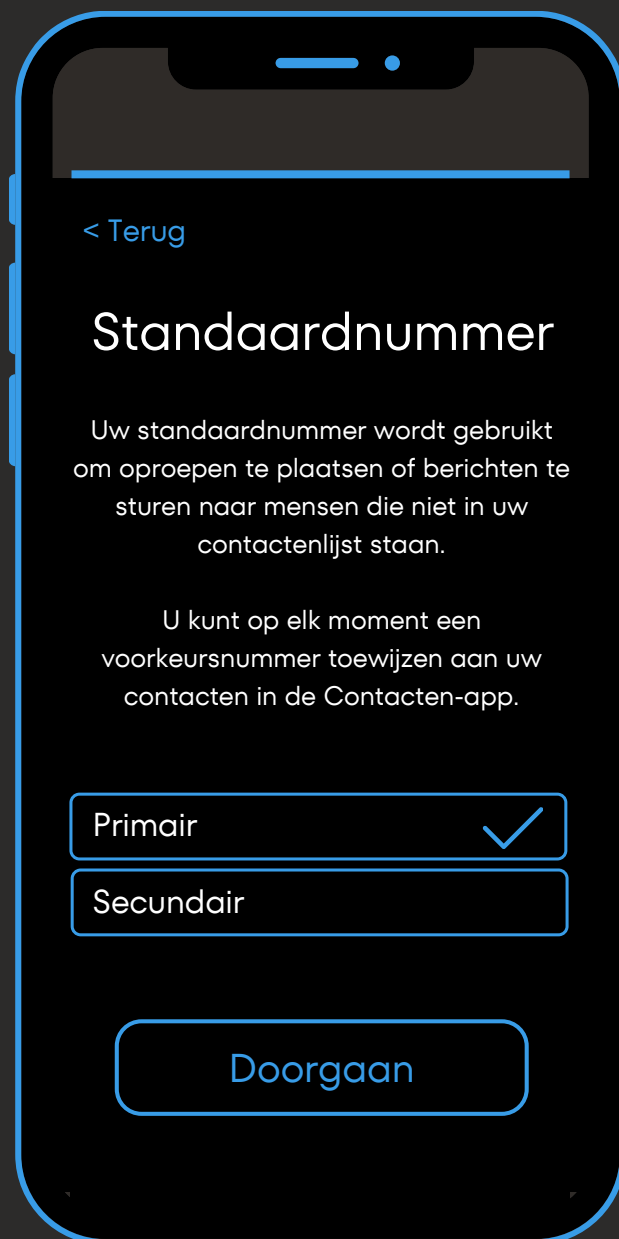 < Terug
Standaardnummer
Uw standaardnummer wordt gebruikt
om oproepen te plaatsen of berichten te
sturen naar mensen die niet in uw
contactenlijst staan.
U kunt op elk moment een
voorkeursnummer toewijzen aan uw
contacten in de Contacten-app.
Primair
Secundair
Doorgaan